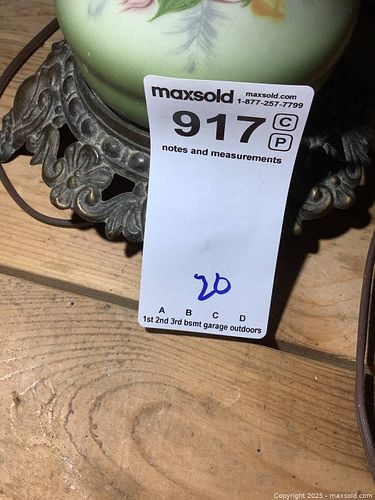 maxsold maxsold.com
1-877-257-7799
917 C
P
notes and measurements
20
A B C D
1st 2nd 3rd bsmt garage outdoors
Copyright 2025 - maxsold.com